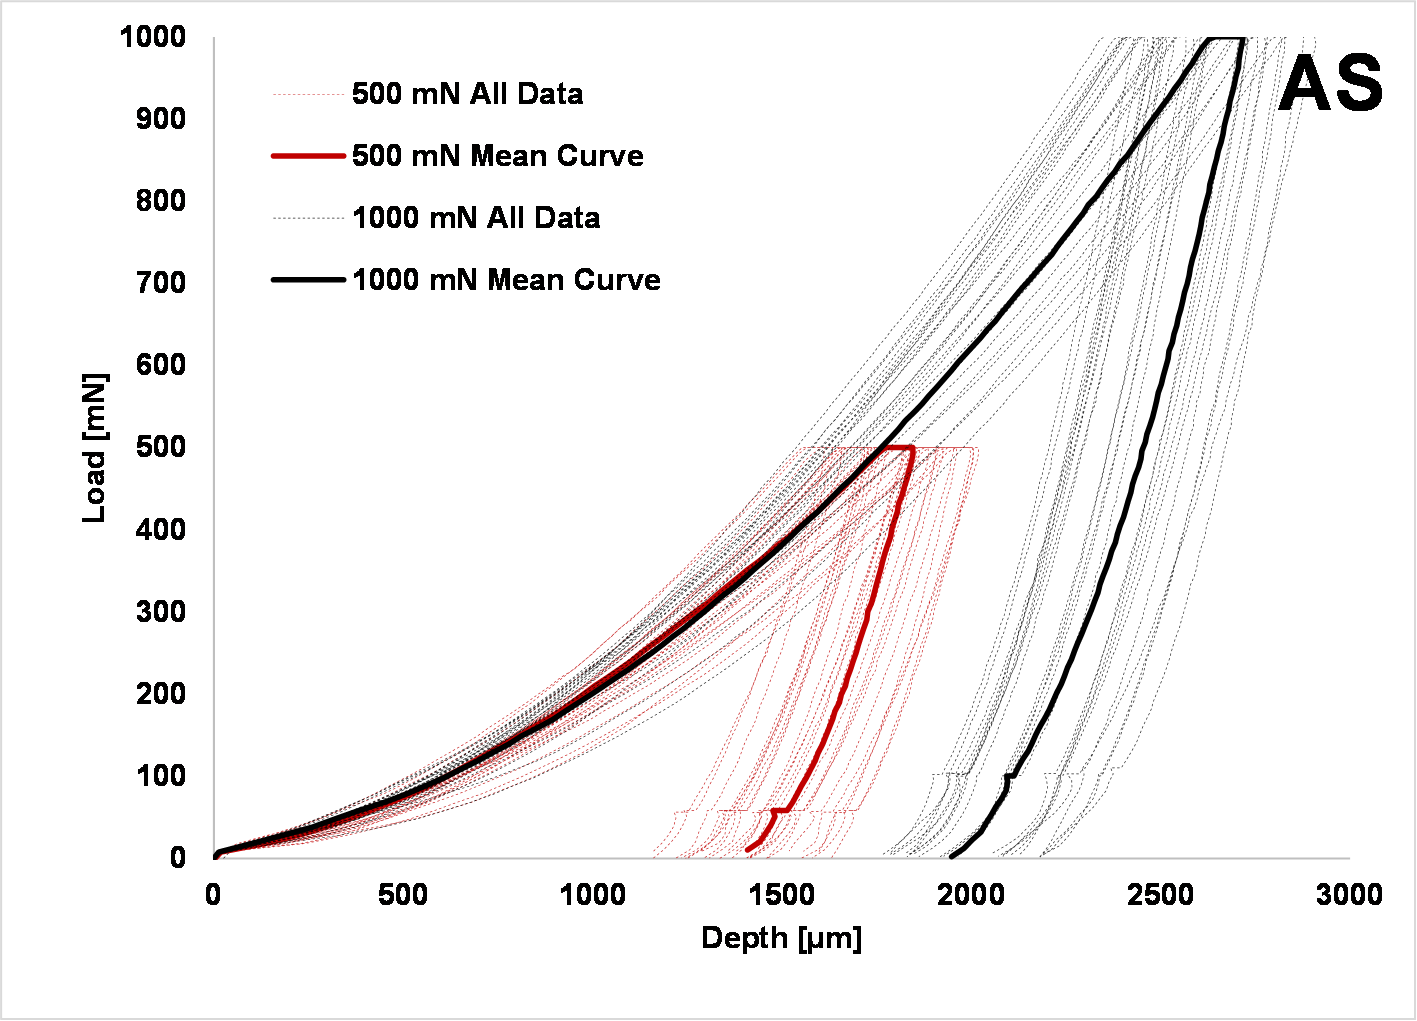 AS
500 mN All Data
500 mN Mean Curve
1000 mN All Data
1000 mN Mean Curve
Load [mN]
1000
900
800
700
600
500
400
300
200
100
0
0 500 1000 1500 2000 2500 3000
Depth [µm]